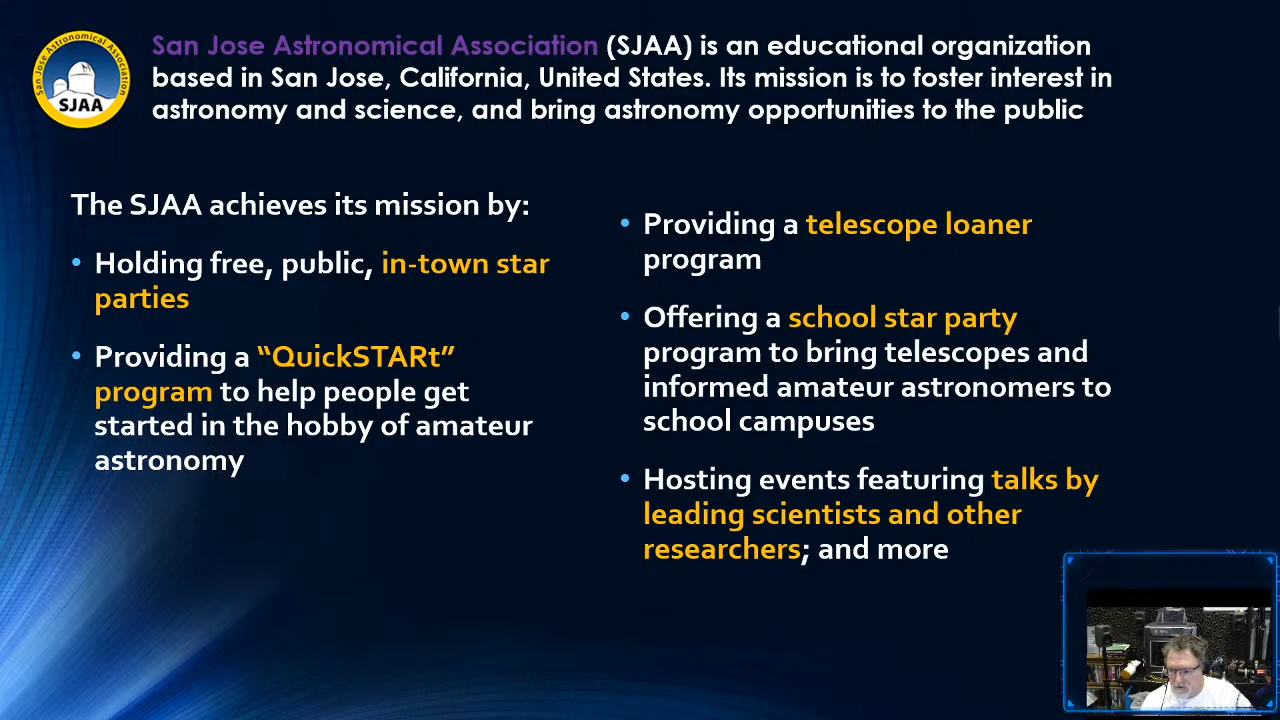 San Jose Astronomical Association
SJAA
San Jose Astronomical Association (SJAA) is an educational organization
based in San Jose, California, United States. Its mission is to foster interest in
astronomy and science, and bring astronomy opportunities to the public
The SJAA achieves its mission by:
• Holding free, public, in-town star
parties
• Providing a “QuickSTARt”
program to help people get
started in the hobby of amateur
astronomy
• Providing a telescope loaner
program
• Offering a school star party
program to bring telescopes and
informed amateur astronomers to
school campuses
• Hosting events featuring talks by
leading scientists and other
researchers; and more